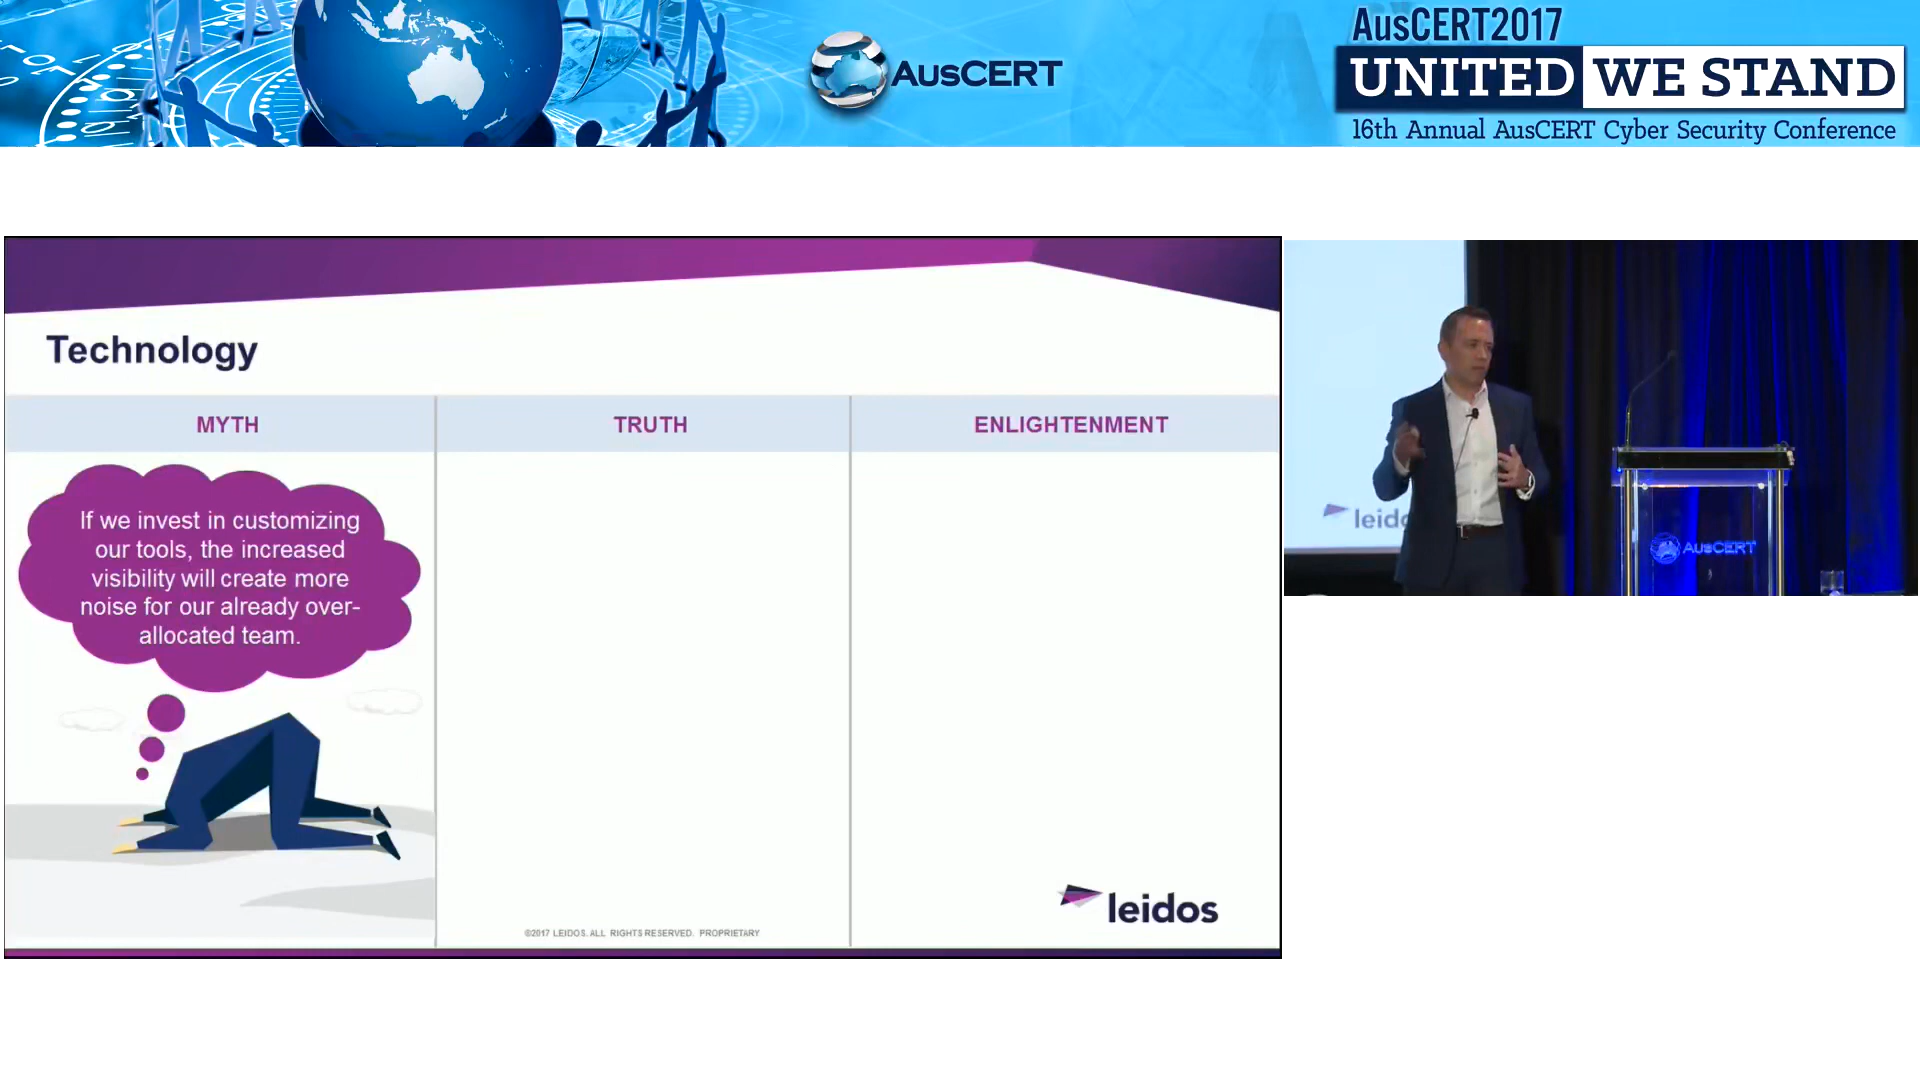 AusCERT
AusCERT2017
UNITED WE STAND
16th Annual AusCERT Cyber Security Conference
Technology
MYTH
TRUTH
ENLIGHTENMENT
If we invest in customizing
our tools, the increased
visibility will create more
noise for our already over-
allocated team.
leidos
©2017 LEIDOS. ALL RIGHTS RESERVED. PROPRIETARY
leido
AusCERT